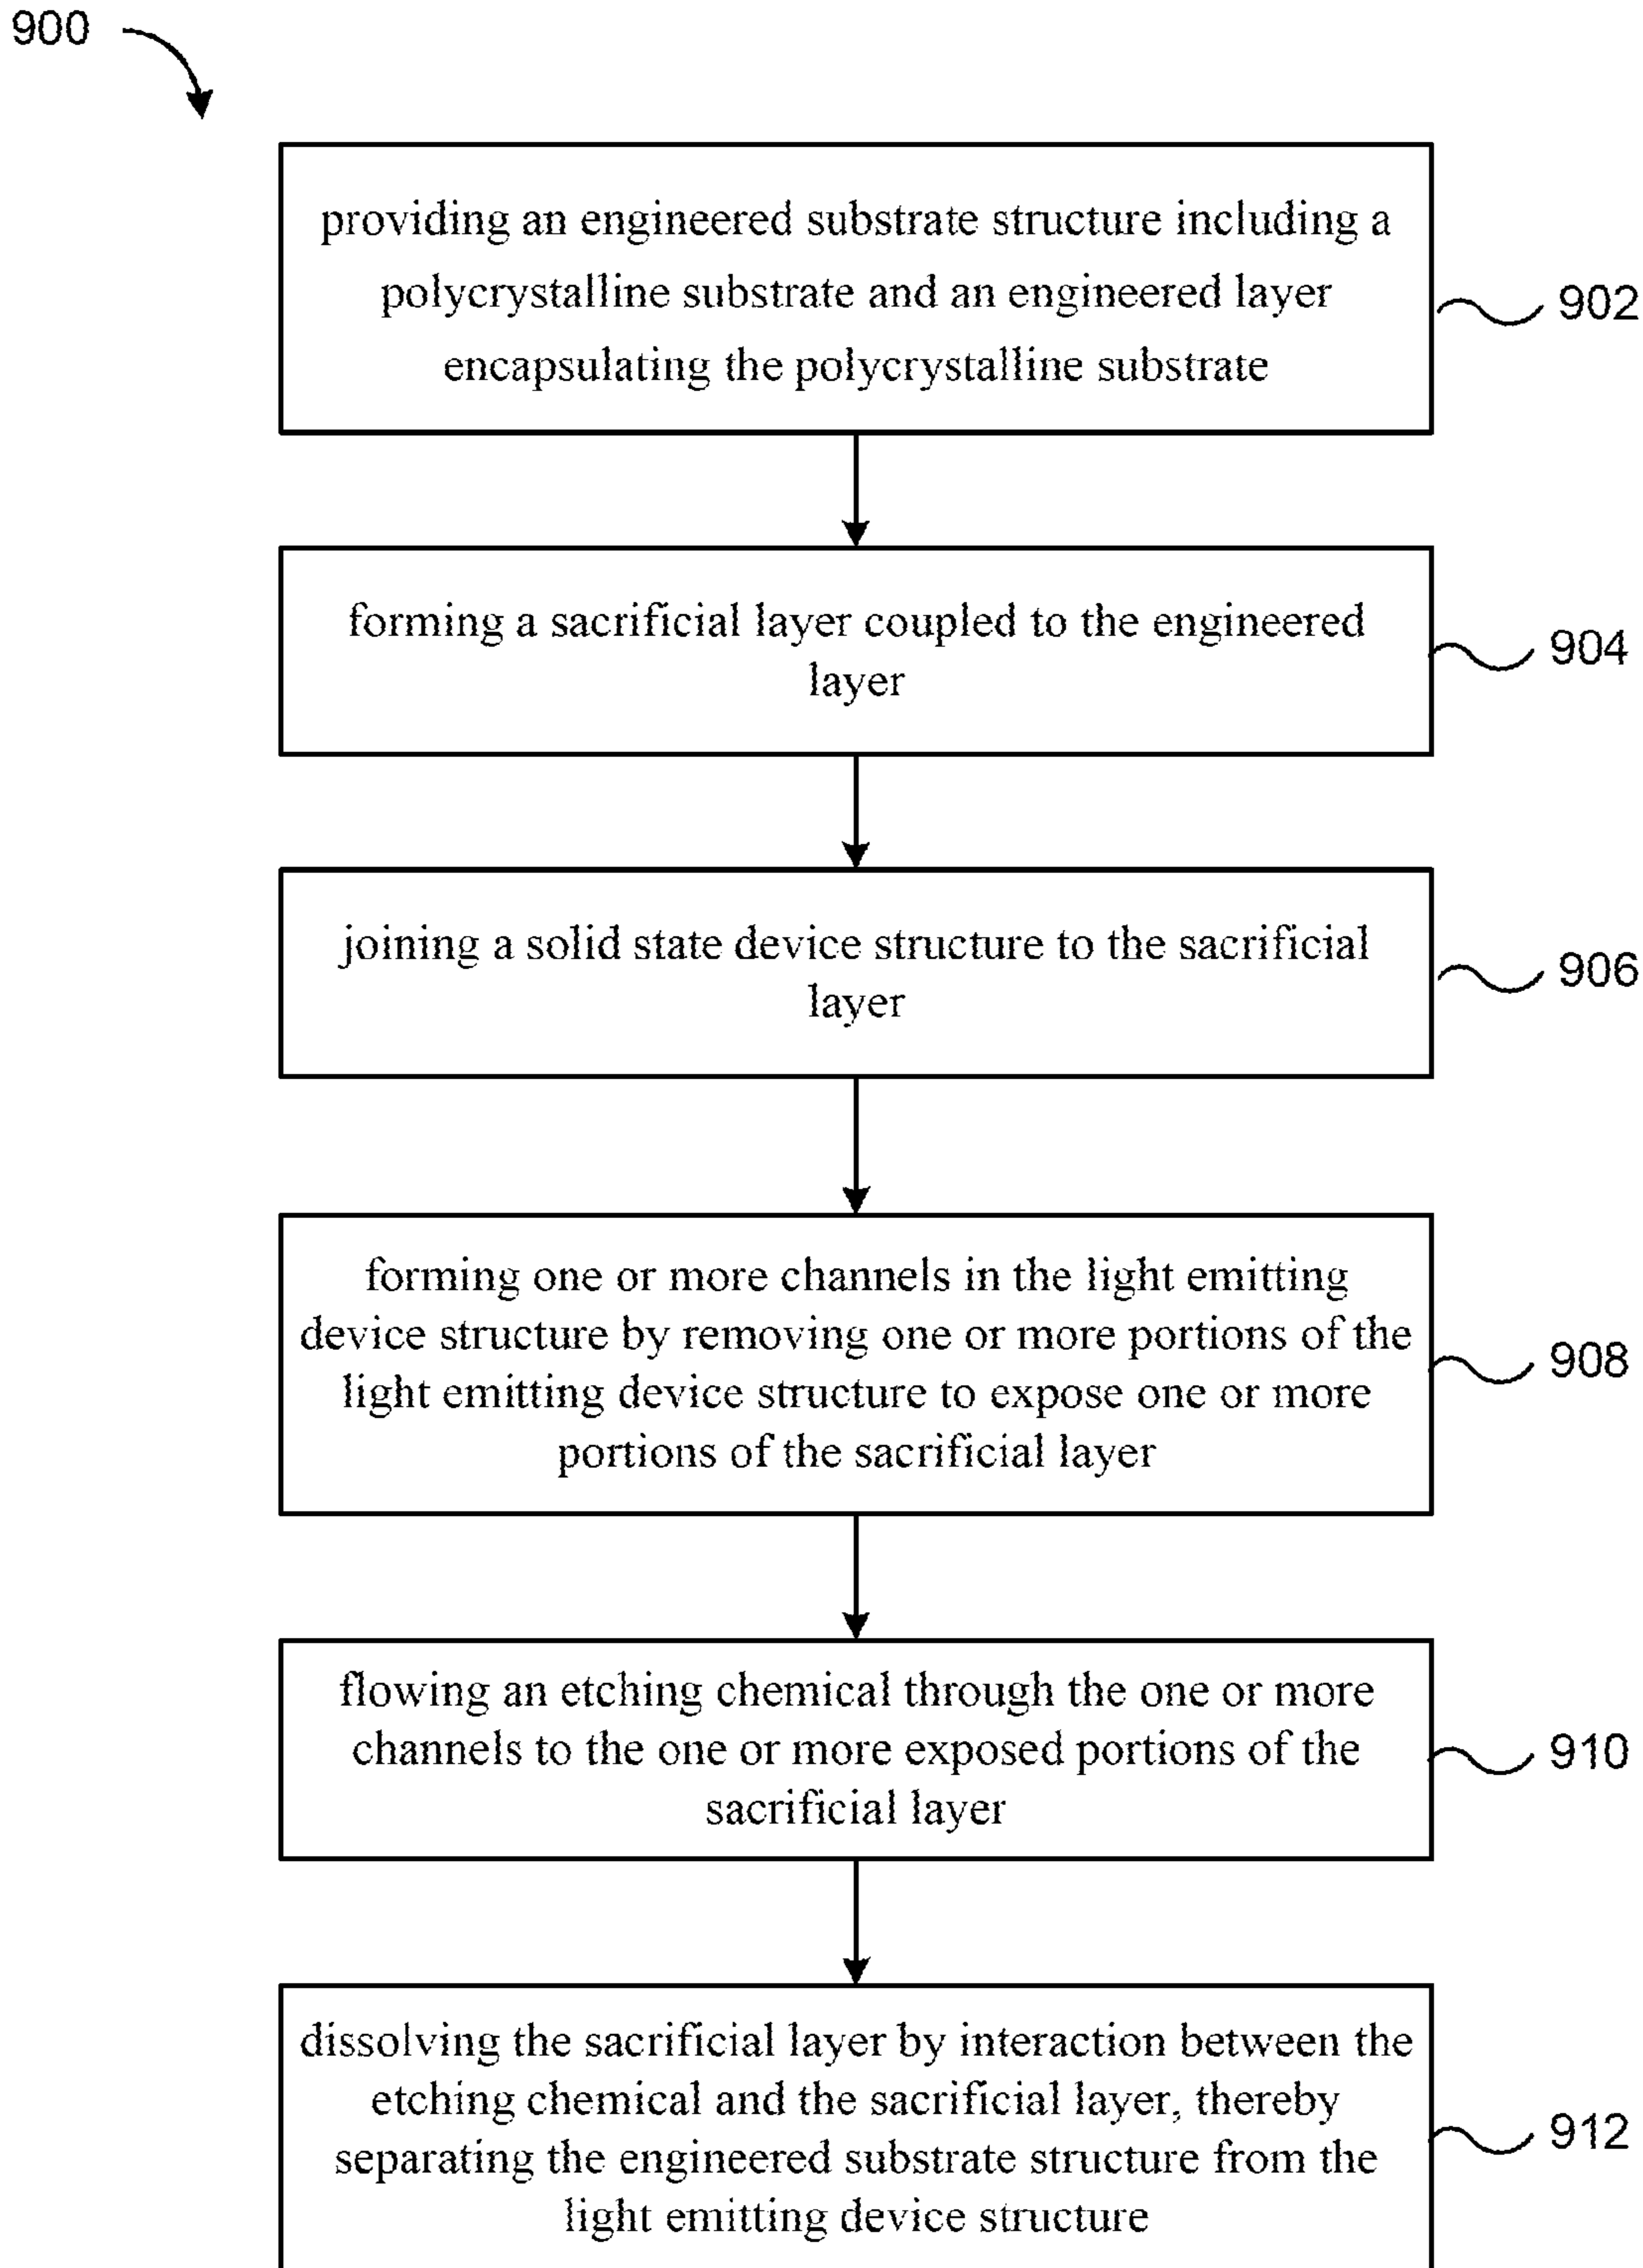 900
providing an engineered substrate structure including a
polycrystalline substrate and an engineered layer
encapsulating the polycrystalline substrate
902
forming a sacrificial layer coupled to the engineered
layer
904
joining a solid state device structure to the sacrificial
layer
906
forming one or more channels in the light emitting
device structure by removing one or more portions of the
light emitting device structure to expose one or more
portions of the sacrificial layer
908
flowing an etching chemical through the one or more
channels to the one or more exposed portions of the
sacrificial layer
910
dissolving the sacrificial layer by interaction between the
etching chemical and the sacrificial layer, thereby
separating the engineered substrate structure from the
light emitting device structure
912